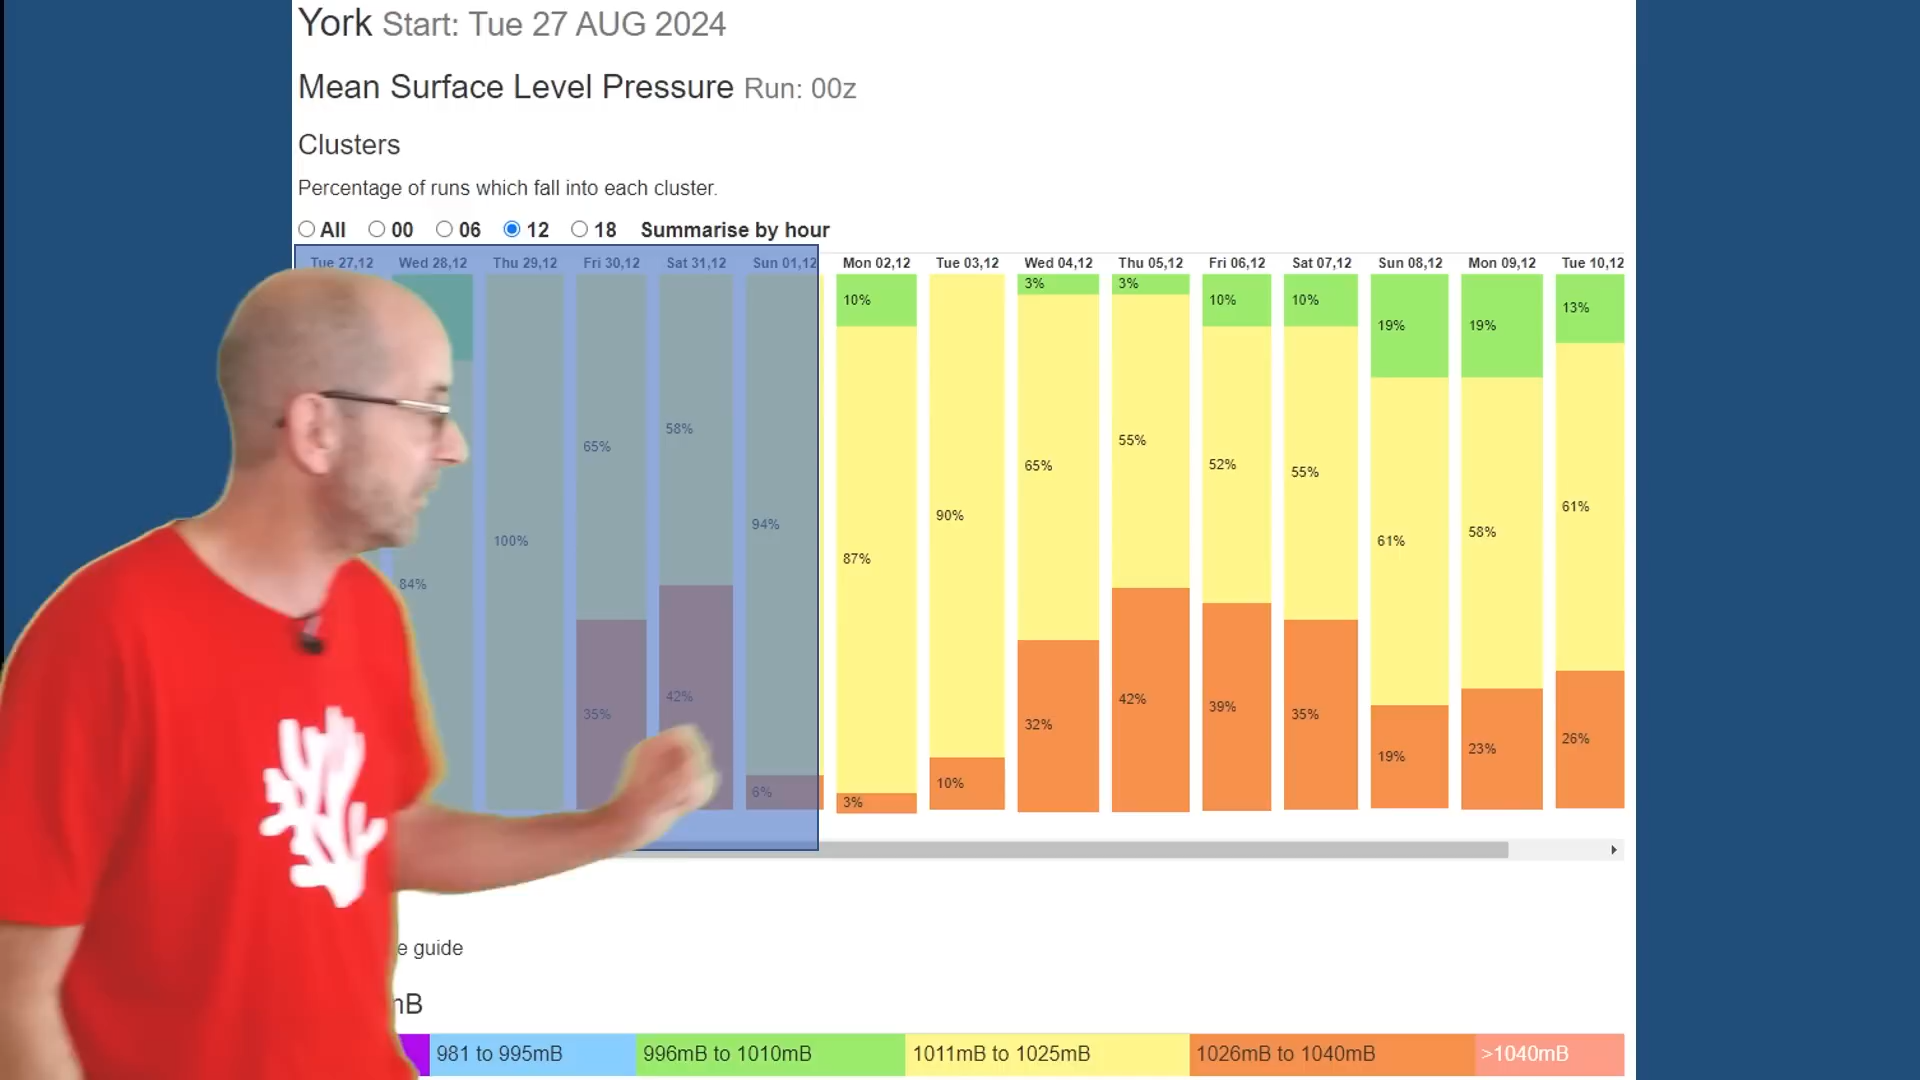 York Start: Tue 27 AUG 2024
Mean Surface Level Pressure Run: 00z
Clusters
Percentage of runs which fall into each cluster.
All 00 06 12 18 Summarise by hour
Tue 27,12 Wed 28,12 Thu 29,12 Fri 30,12 Sat 31,12 Sun 01,12 Mon 02,12 Tue 03,12 Wed 04,12 Thu 05,12 Fri 06,12 Sat 07,12 Sun 08,12 Mon 09,12 Tue 10,12
10% 3% 3% 10% 10% 19% 19% 13%
84% 100% 65% 58% 94% 87% 90% 65% 55% 52% 55% 61% 58% 61%
35% 42% 6% 3% 10% 32% 42% 39% 35% 19% 23% 26%
e guide
mB
981 to 995mB 996mB to 1010mB 1011mB to 1025mB 1026mB to 1040mB >1040mB